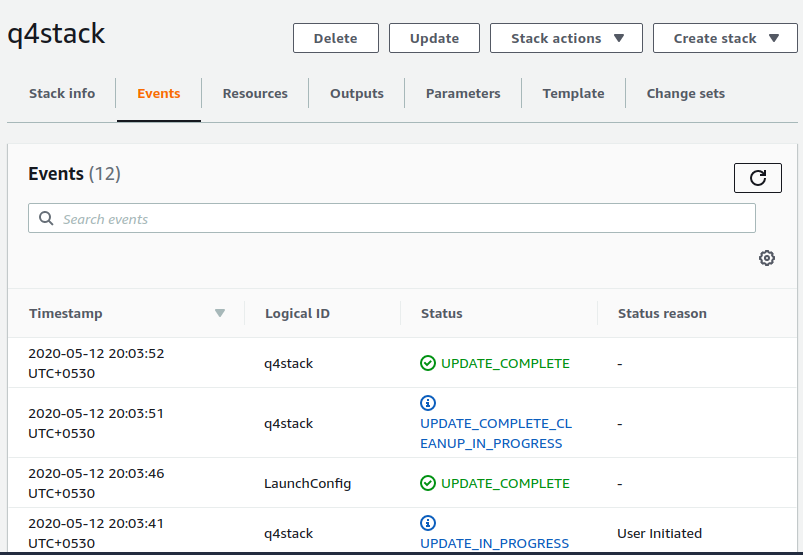 q4stack
Delete
Update
Stack actions
Create stack
Stack info
Events
Resources
Outputs
Parameters
Template
Change sets
Events (12)
Search events
Timestamp
Logical ID
Status
Status reason
2020-05-12 20:03:52
UTC+0530
q4stack
UPDATE_COMPLETE
-
2020-05-12 20:03:51
UTC+0530
q4stack
UPDATE_COMPLETE_CL
EANUP_IN_PROGRESS
-
2020-05-12 20:03:46
UTC+0530
LaunchConfig
UPDATE_COMPLETE
-
2020-05-12 20:03:41
UTC+0530
q4stack
UPDATE_IN_PROGRESS
User Initiated